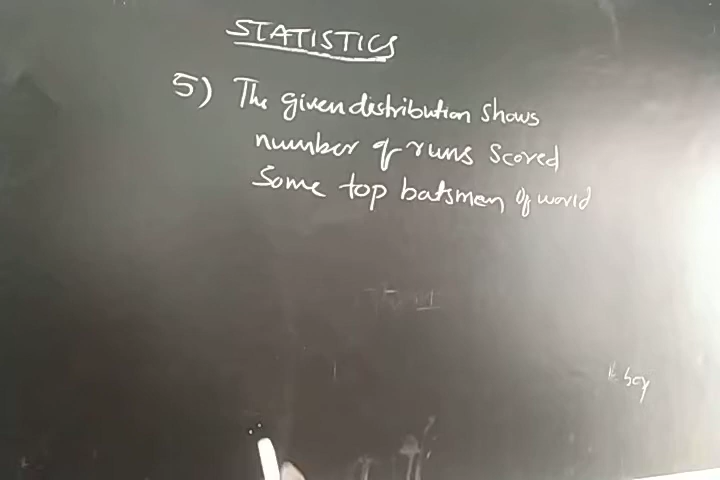 STATISTICS
5) The given distribution shows
number of runs scored
Some top batsmen of world